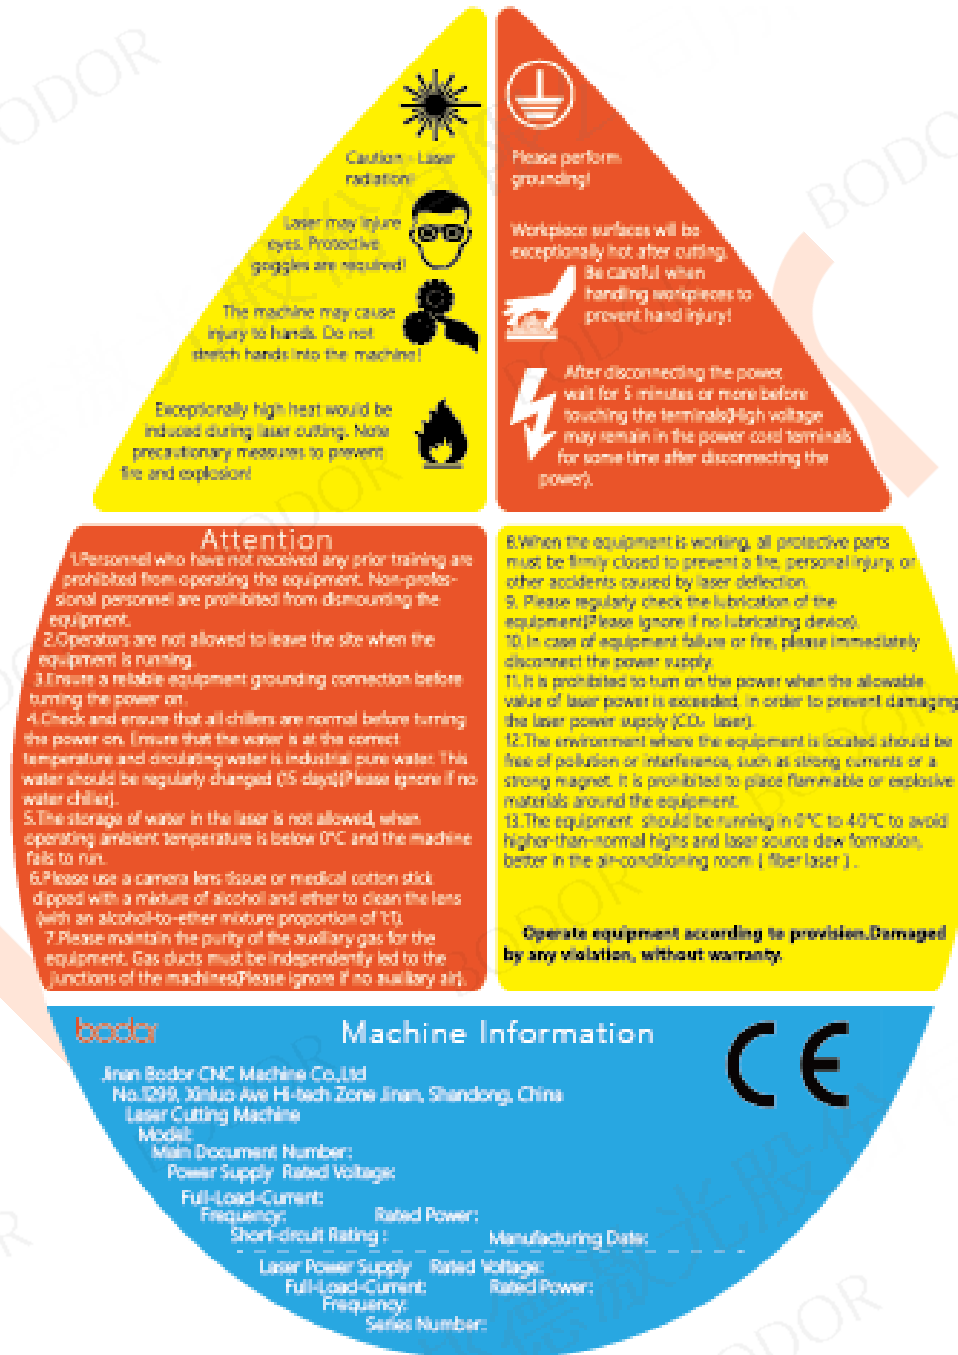 Caution - Laser
radiation!
Laser may injure
eyes. Protective
goggles are required!
The machine may cause
injury to hands. Do not
stretch hands into the machine!
Exceptionally high heat would be
induced during laser cutting. Note
precautionary measures to prevent
fire and explosion!
Please perform
grounding!
Workpiece surfaces will be
exceptionally hot after cutting.
Be careful when
handling workpieces to
prevent hand injury!
After disconnecting the power,
wait for 5 minutes or more before
touching the terminals(High voltage
may remain in the power cord terminals
for some time after disconnecting the
power).
Attention
1.Personnel who have not received any prior training are
prohibited from operating the equipment. Non-profes-
sional personnel are prohibited from dismounting the
equipment.
2.Operators are not allowed to leave the site when the
equipment is running.
3.Ensure a reliable equipment grounding connection before
turning the power on.
4.Check and ensure that all chillers are normal before turning
the power on. Ensure that the water is at the correct
temperature and circulating water is industrial pure water. This
water should be regularly changed (15 days)(Please ignore if no
water chiller).
5.The storage of water in the laser is not allowed, when
operating ambient temperature is below 0°C and the machine
fails to run.
6.Please use a camera lens tissue or medical cotton stick
dipped with a mixture of alcohol and ether to clean the lens
(with an alcohol-to-ether mixture proportion of 1:1).
7.Please maintain the purity of the auxiliary gas for the
equipment. Gas ducts must be independently led to the
junctions of the machines(Please ignore if no auxiliary air).
8.When the equipment is working, all protective parts
must be firmly closed to prevent a fire, personal injury, or
other accidents caused by laser deflection.
9. Please regularly check the lubrication of the
equipment(Please ignore if no lubricating device).
10. In case of equipment failure or fire, please immediately
disconnect the power supply.
11. It is prohibited to turn on the power when the allowable
value of laser power is exceeded, in order to prevent damaging
the laser power supply (CO₂ laser).
12.The environment where the equipment is located should be
free of pollution or interference, such as strong currents or a
strong magnet. It is prohibited to place flammable or explosive
materials around the equipment.
13.The equipment should be running in 0°C to 40°C to avoid
higher-than-normal highs and laser source dew formation,
better in the air-conditioning room ( fiber laser ) .
Operate equipment according to provision.Damaged
by any violation, without warranty.
bodor
Machine Information
CE
Jinan Bodor CNC Machine Co.,Ltd
No.1299, Xinluo Ave Hi-tech Zone Jinan, Shandong, China
Laser Cutting Machine
Model:
Main Document Number:
Power Supply Rated Voltage:
Full-Load-Current:
Frequency: Rated Power:
Short-circuit Rating : Manufacturing Date:
Laser Power Supply Rated Voltage:
Full-Load-Current: Rated Power:
Frequency:
Series Number:
BODOR
BODOR
BODOR
BODOR
BODOR
BODOR
BODOR